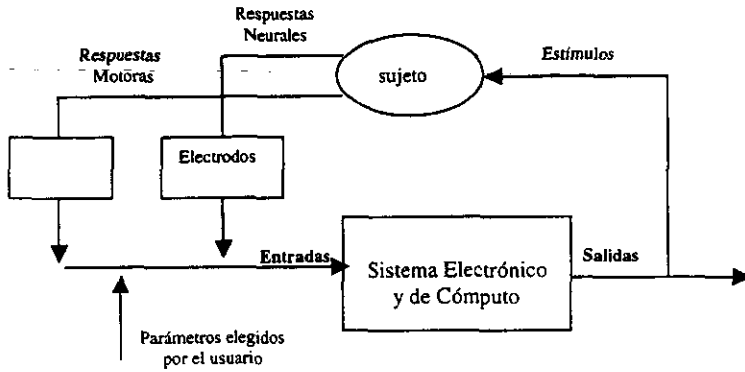 Respuestas
Neurales
Respuestas
Motoras
sujeto
Estímulos
Electrodos
Entradas
Sistema Electrónico
y de Cómputo
Salidas
Parámetros elegidos
por el usuario